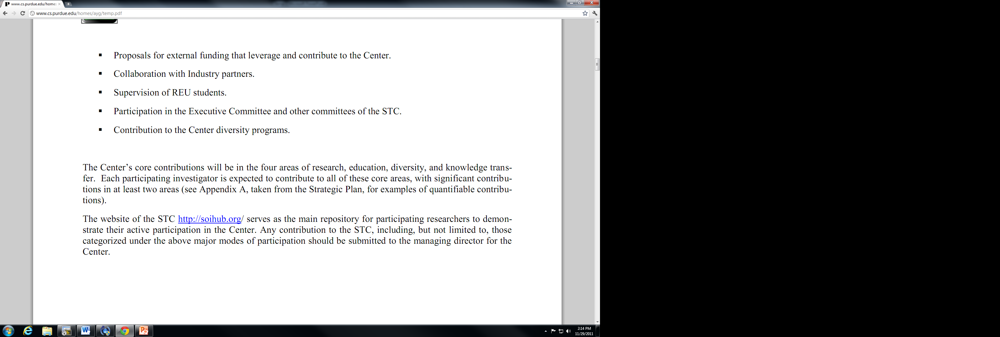 www.cs.purdue.edu/home
www.cs.purdue.edu/homes/ayg/temp.pdf
▪ Proposals for external funding that leverage and contribute to the Center.
▪ Collaboration with Industry partners.
▪ Supervision of REU students.
▪ Participation in the Executive Committee and other committees of the STC.
▪ Contribution to the Center diversity programs.
The Center’s core contributions will be in the four areas of research, education, diversity, and knowledge trans-
fer.  Each participating investigator is expected to contribute to all of these core areas, with significant contribu-
tions in at least two areas (see Appendix A, taken from the Strategic Plan, for examples of quantifiable contribu-
tions).
The website of the STC http://soihub.org/ serves as the main repository for participating researchers to demon-
strate their active participation in the Center. Any contribution to the STC, including, but not limited to, those
categorized under the above major modes of participation should be submitted to the managing director for the
Center.
2:14 PM
11/29/2011